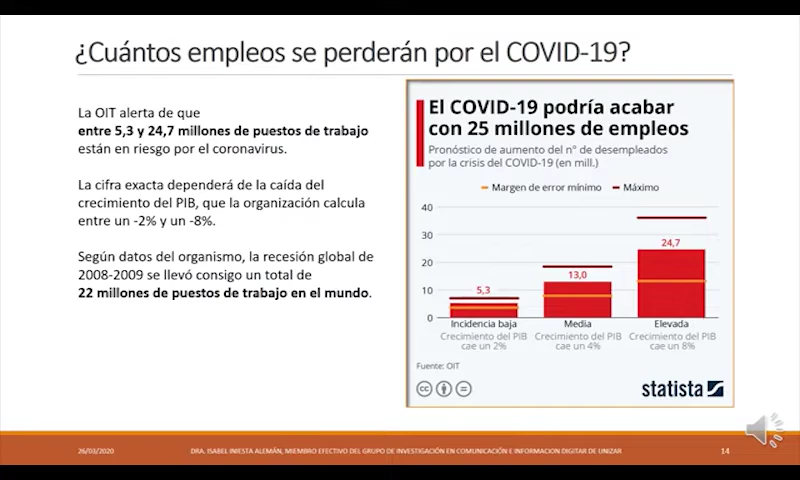 ¿Cuántos empleos se perderán por el COVID-19?
La OIT alerta de que
entre 5,3 y 24,7 millones de puestos de trabajo
están en riesgo por el coronavirus.
La cifra exacta dependerá de la caída del
crecimiento del PIB, que la organización calcula
entre un -2% y un -8%.
Según datos del organismo, la recesión global de
2008-2009 se llevó consigo un total de
22 millones de puestos de trabajo en el mundo.
El COVID-19 podría acabar
con 25 millones de empleos
Pronóstico de aumento del n° de desempleados
por la crisis del COVID-19 (en mill.)
Margen de error mínimo
Máximo
40
30
20
10
0
5,3
13,0
24,7
Incidencia baja
Crecimiento del PIB
cae un 2%
Media
Crecimiento del PIB
cae un 4%
Elevada
Crecimiento del PIB
cae un 8%
Fuente: OIT
cc
statista
26/03/2020
DRA. ISABEL INIESTA ALEMÁN, MIEMBRO EFECTIVO DEL GRUPO DE INVESTIGACIÓN EN COMUNICACIÓN E INFORMACION DIGITAR DE UNIZAR
14